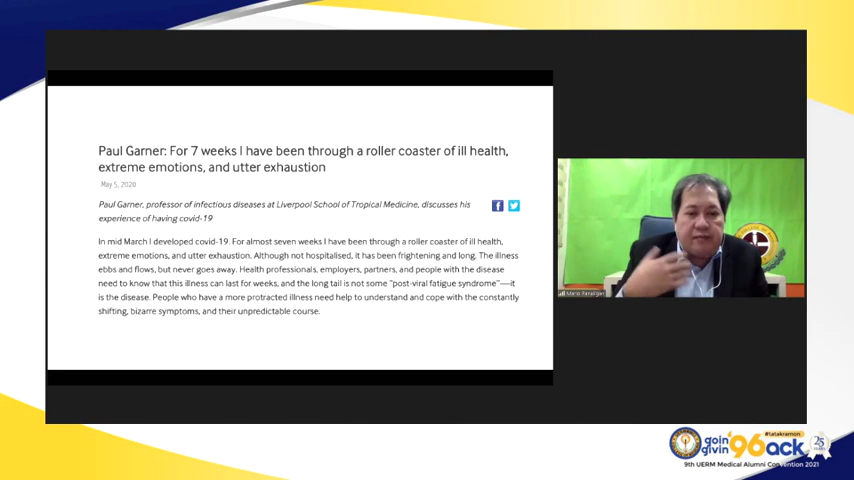 Paul Garner: For 7 weeks I have been through a roller coaster of ill health,
extreme emotions, and utter exhaustion
May 5, 2020
Paul Garner, professor of infectious diseases at Liverpool School of Tropical Medicine, discusses his
experience of having covid-19
In mid March I developed covid-19. For almost seven weeks I have been through a roller coaster of ill health,
extreme emotions, and utter exhaustion. Although not hospitalised, it has been frightening and long. The illness
ebbs and flows, but never goes away. Health professionals, employers, partners, and people with the disease
need to know that this illness can last for weeks, and the long tail is not some "post-viral fatigue syndrome"—it
is the disease. People who have a more protracted illness need help to understand and cope with the constantly
shifting, bizarre symptoms, and their unpredictable course.
COLLEGE OF
#latakramon
goin' '96 ack
givin
25
YEARS
9th UERM Medical Alumni Convention 2021